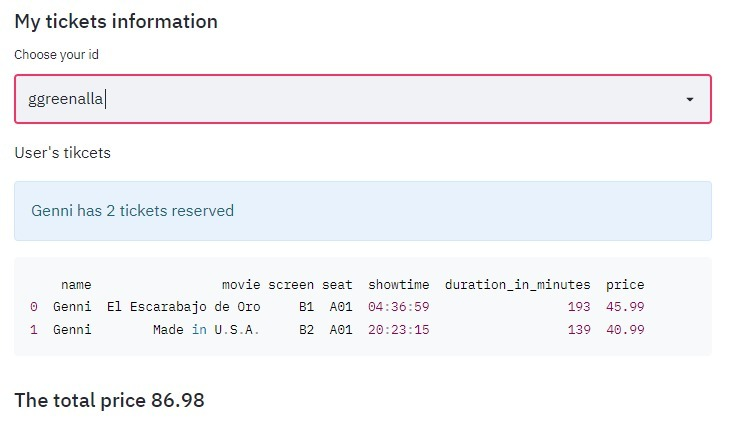 My tickets information
Choose your id
ggreenalla
User's tikcets
Genni has 2 tickets reserved
name movie screen seat showtime duration_in_minutes price
0 Genni El Escarabajo de Oro B1 A01 04:36:59 193 45.99
1 Genni Made in U.S.A. B2 A01 20:23:15 139 40.99
The total price 86.98